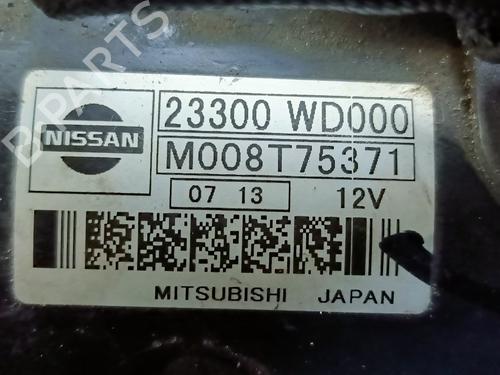 B-PARTS
NISSAN
23300 WD000
M008T75371
07 13
12V
MITSUBISHI JAPAN